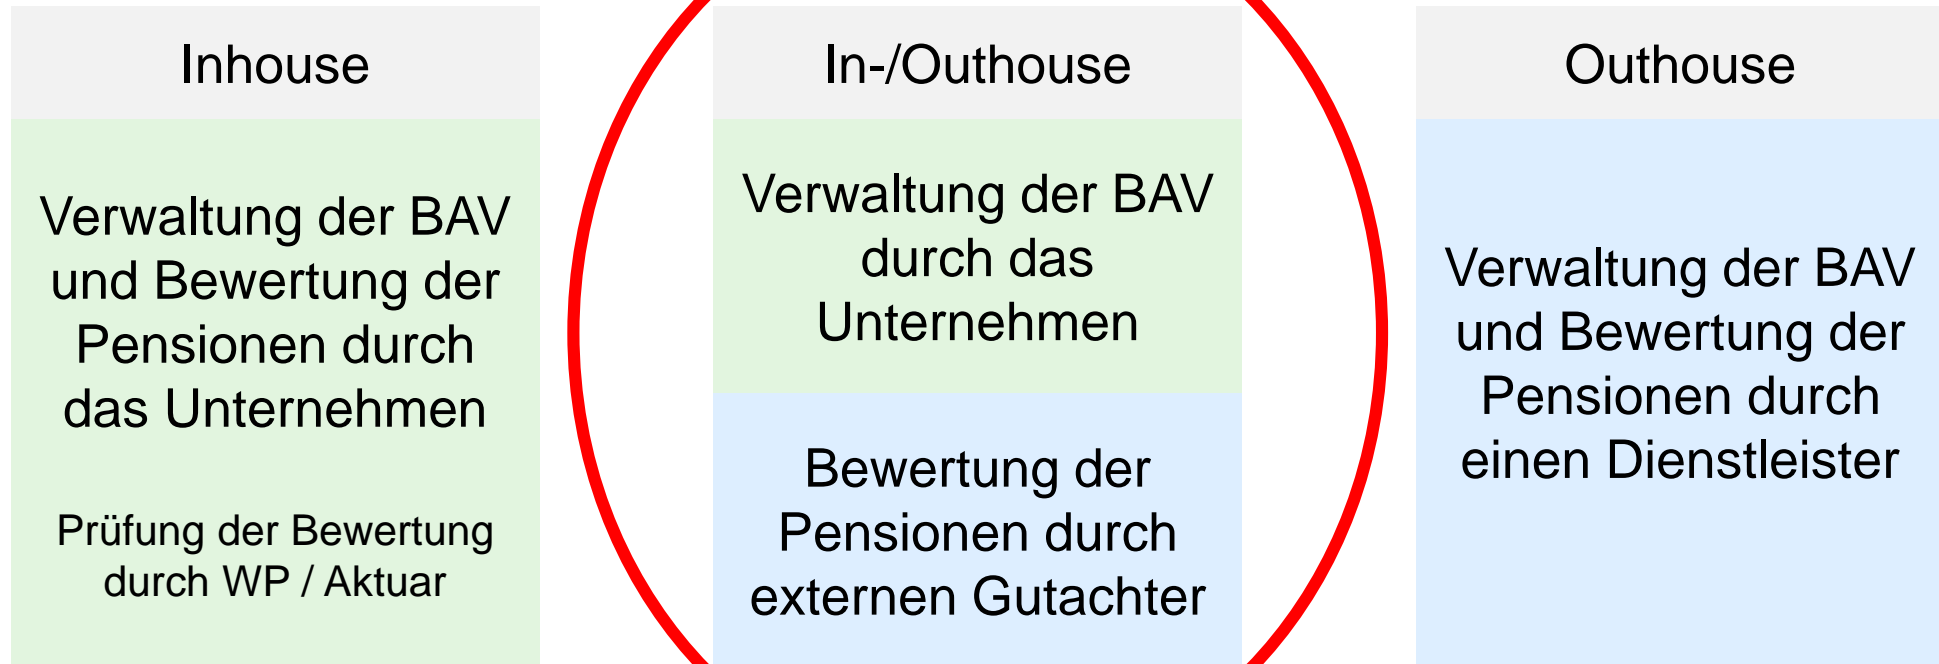 Inhouse
Verwaltung der BAV
und Bewertung der
Pensionen durch
das Unternehmen
Prüfung der Bewertung
durch WP / Aktuar
In-/Outhouse
Verwaltung der BAV
durch das
Unternehmen
Bewertung der
Pensionen durch
externen Gutachter
Outhouse
Verwaltung der BAV
und Bewertung der
Pensionen durch
einen Dienstleister